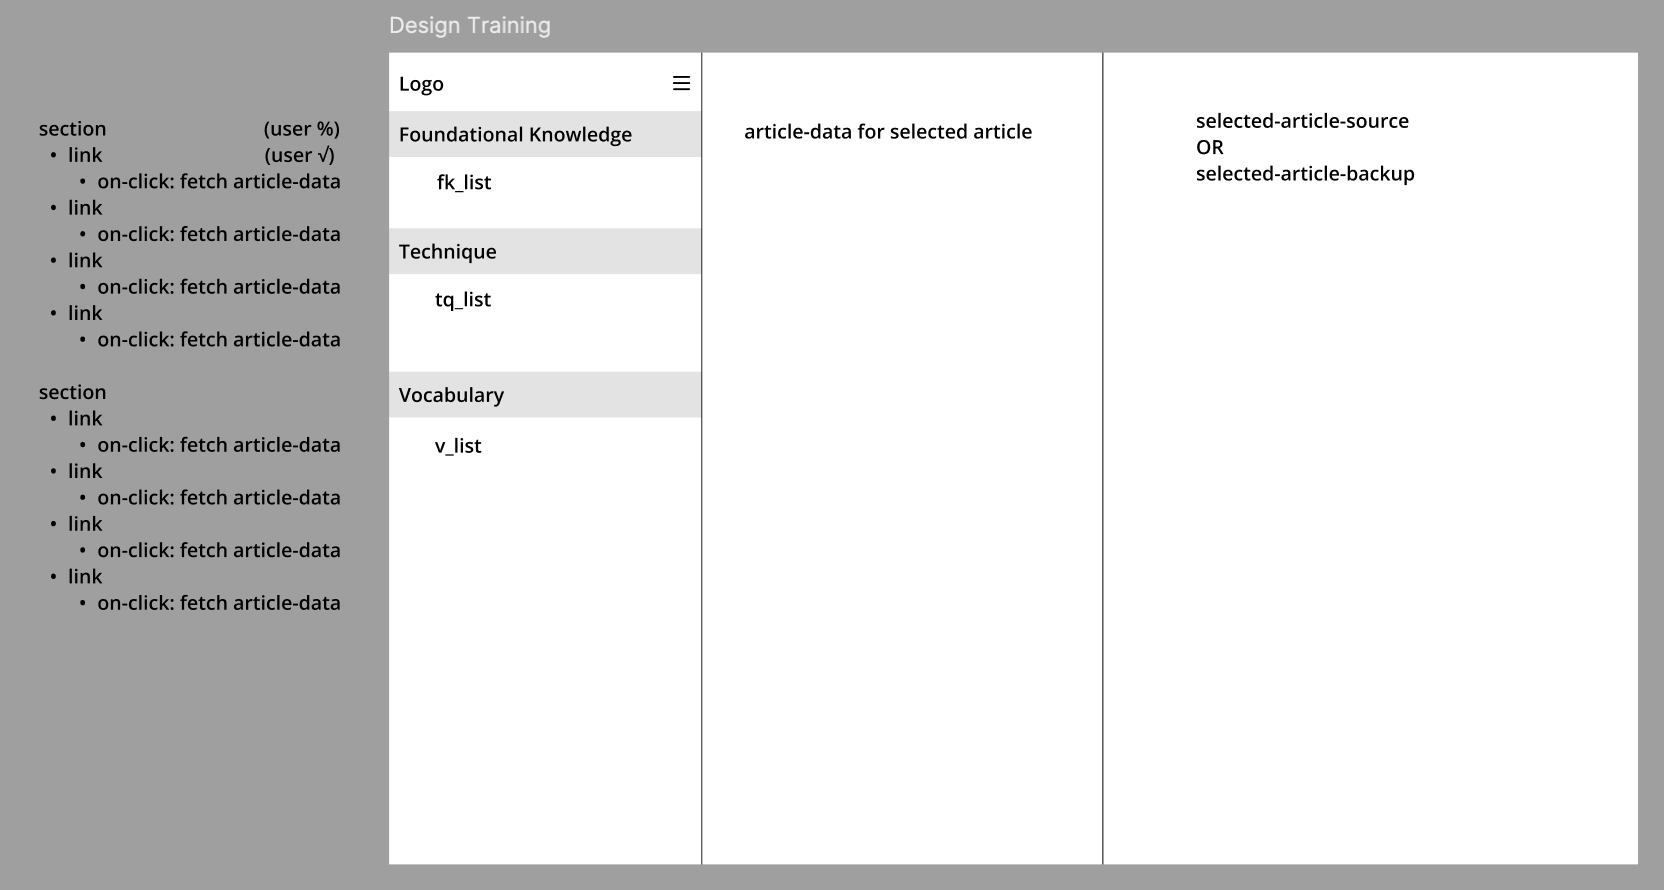 Design Training
section (user %)
• link (user √)
• on-click: fetch article-data
• link
• on-click: fetch article-data
• link
• on-click: fetch article-data
• link
• on-click: fetch article-data
section
• link
• on-click: fetch article-data
• link
• on-click: fetch article-data
• link
• on-click: fetch article-data
• link
• on-click: fetch article-data
Logo
Foundational Knowledge
fk_list
Technique
tq_list
Vocabulary
v_list
article-data for selected article
selected-article-source
OR
selected-article-backup